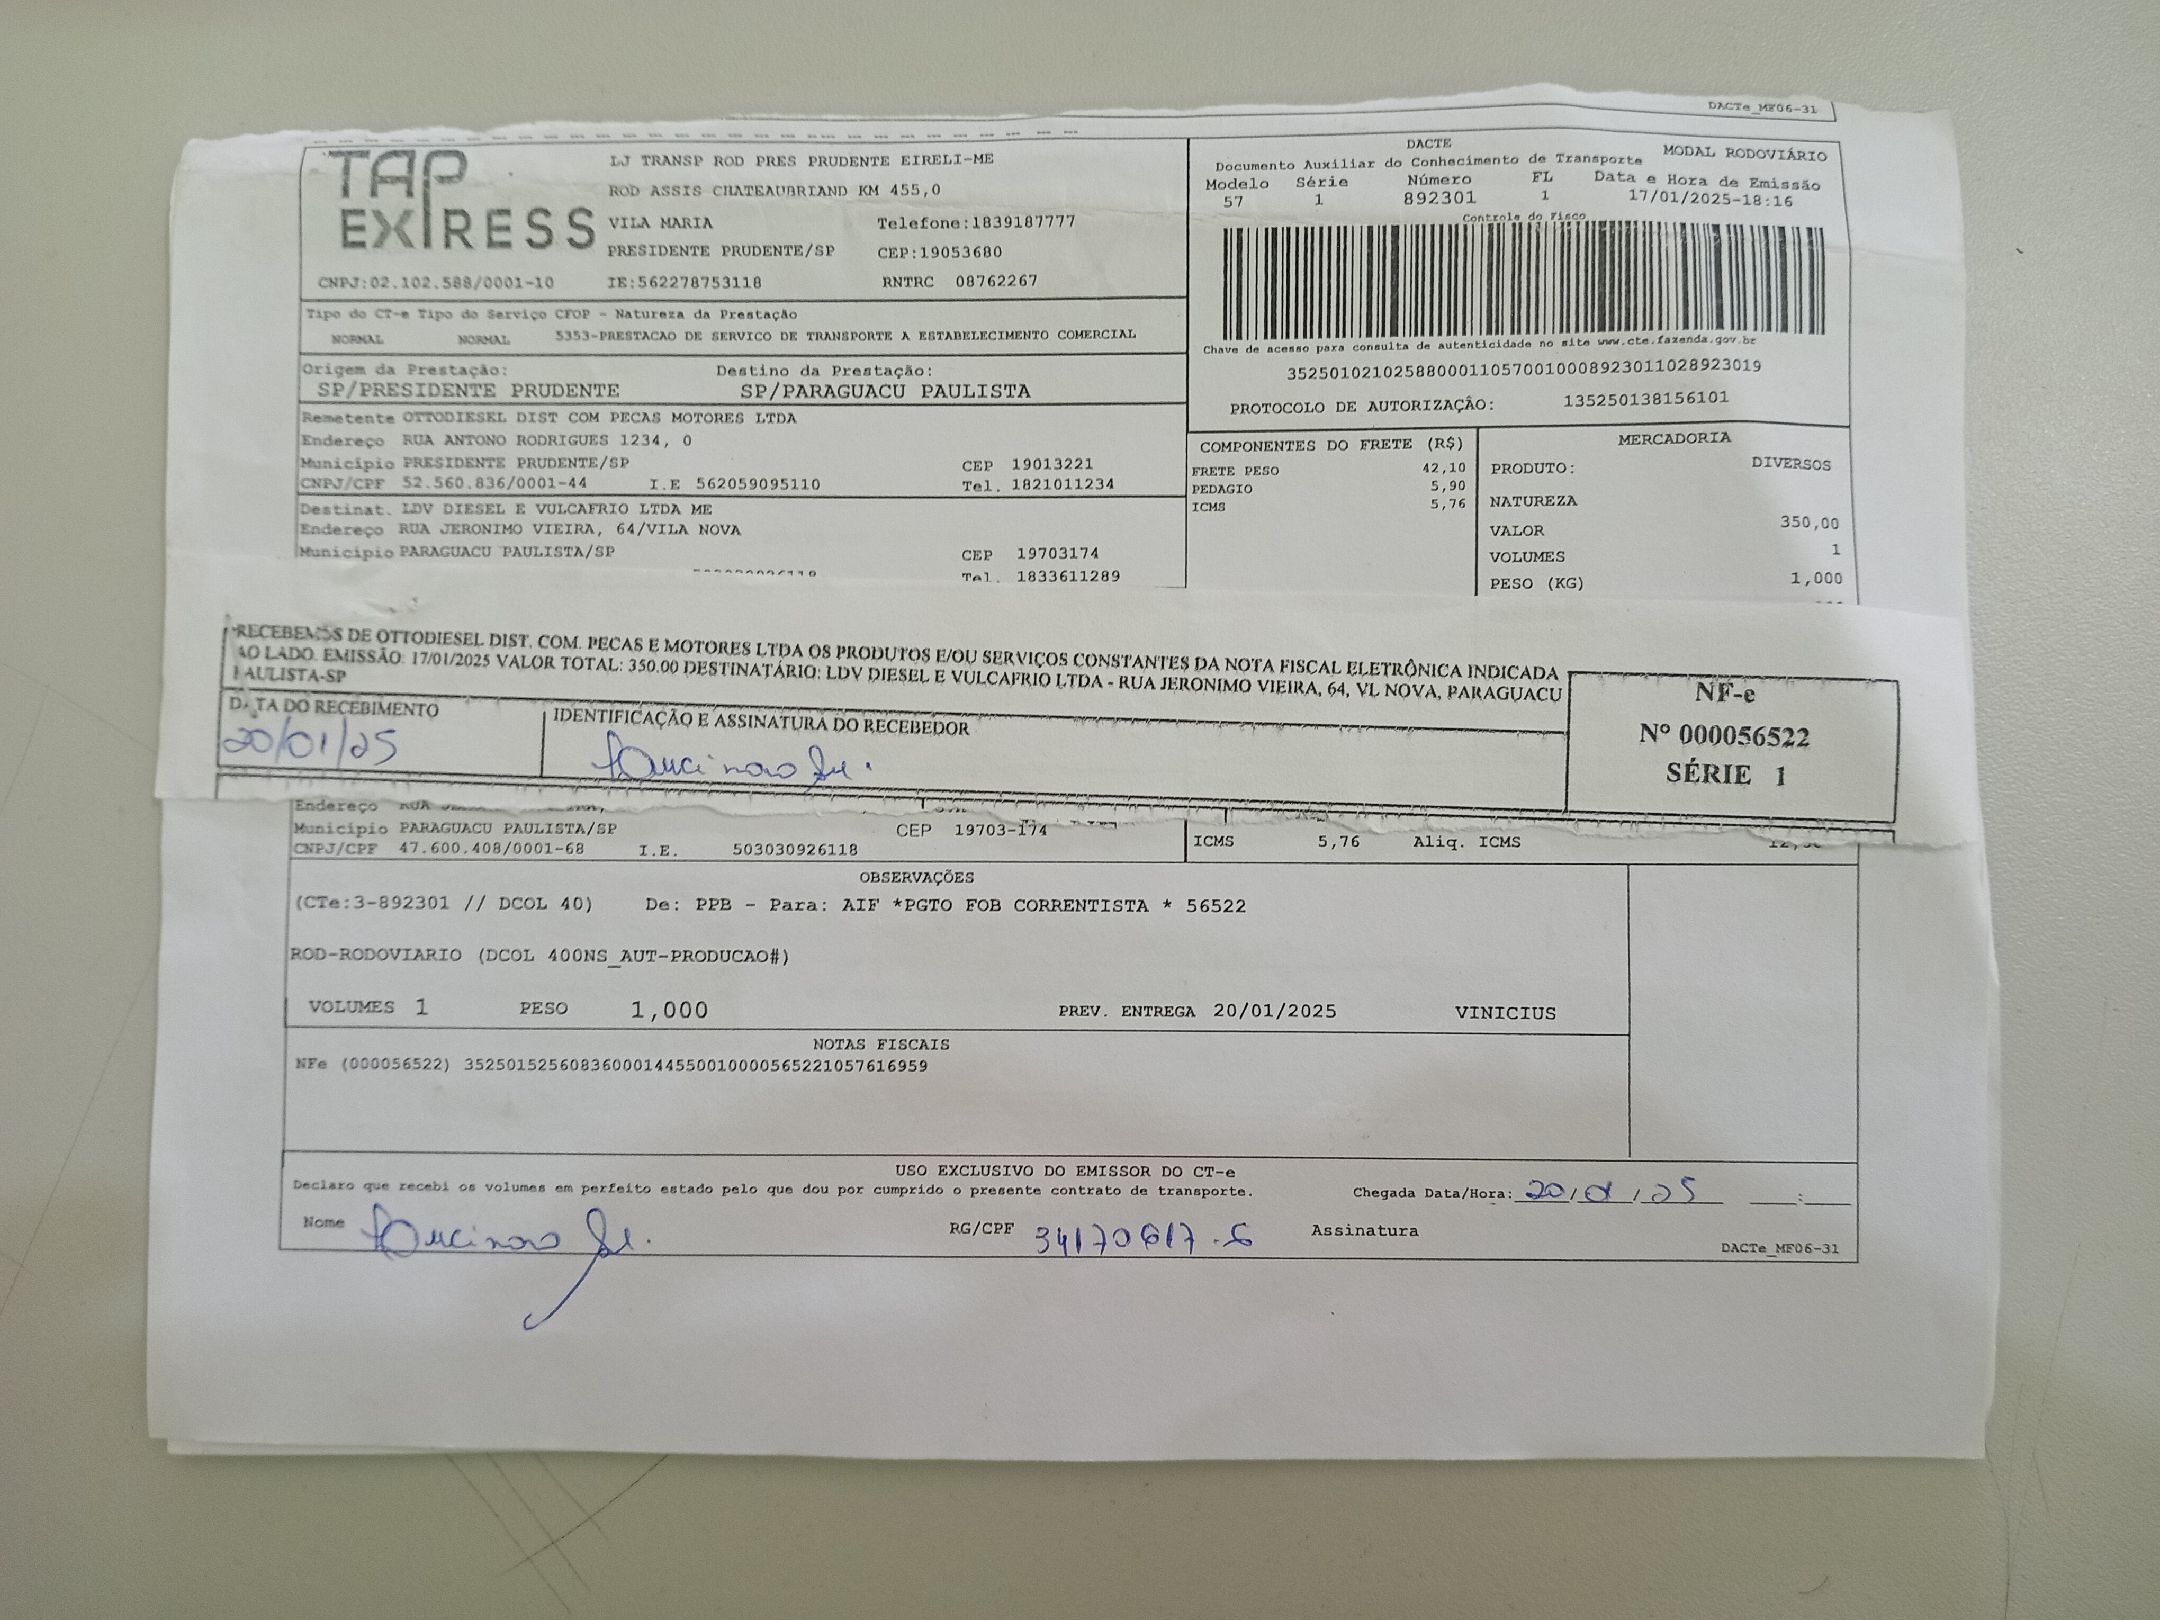 DACTe_MF06-31
TAP EXPRESS
LJ TRANSP ROD PRES PRUDENTE EIRELI-ME
ROD ASSIS CHATEAUBRIAND KM 455,0
VILA MARIA Telefone:1839187777
PRESIDENTE PRUDENTE/SP CEP:19053680
CNPJ:02.102.588/0001-10 IE:562278753118 RNTRC 08762267
DACTE
Documento Auxiliar do Conhecimento de Transporte MODAL RODOVIÁRIO
Modelo Série Número FL Data e Hora de Emissão
57 1 892301 1 17/01/2025-18:16
Controle do Fisco
Chave de acesso para consulta de autenticidade no site www.cte.fazenda.gov.br
35250102102588000110570010008923011028923019
PROTOCOLO DE AUTORIZAÇÂO: 135250138156101
Tipo do CT-e Tipo do Serviço CFOP - Natureza da Prestação
NORMAL NORMAL 5353-PRESTACAO DE SERVICO DE TRANSPORTE A ESTABELECIMENTO COMERCIAL
Origem da Prestação: Destino da Prestação:
SP/PRESIDENTE PRUDENTE SP/PARAGUACU PAULISTA
Remetente OTTODIESEL DIST COM PECAS MOTORES LTDA
Endereço RUA ANTONO RODRIGUES 1234, 0
Município PRESIDENTE PRUDENTE/SP CEP 19013221
CNPJ/CPF 52.560.836/0001-44 I.E 562059095110 Tel. 1821011234
Destinat. LDV DIESEL E VULCAFRIO LTDA ME
Endereço RUA JERONIMO VIEIRA, 64/VILA NOVA
Município PARAGUACU PAULISTA/SP CEP 19703174
Tel. 1833611289
COMPONENTES DO FRETE (R$)
FRETE PESO 42,10
PEDAGIO 5,90
ICMS 5,76
MERCADORIA
PRODUTO: DIVERSOS
NATUREZA
VALOR 350,00
VOLUMES 1
PESO (KG) 1,000
RECEBEMOS DE OTTODIESEL DIST. COM. PECAS E MOTORES LTDA OS PRODUTOS E/OU SERVIÇOS CONSTANTES DA NOTA FISCAL ELETRÔNICA INDICADA
AO LADO. EMISSÃO: 17/01/2025 VALOR TOTAL: 350.00 DESTINATÁRIO: LDV DIESEL E VULCAFRIO LTDA - RUA JERONIMO VIEIRA, 64, VL NOVA, PARAGUACU
PAULISTA-SP
DATA DO RECEBIMENTO IDENTIFICAÇÃO E ASSINATURA DO RECEBEDOR
20/01/25
NF-e
Nº 000056522
SÉRIE 1
Endereço RUA
Município PARAGUACU PAULISTA/SP CEP 19703-174
CNPJ/CPF 47.600.408/0001-68 I.E. 503030926118
ICMS 5,76 Aliq. ICMS
OBSERVAÇÕES
(CTe:3-892301 // DCOL 40) De: PPB - Para: AIF *PGTO FOB CORRENTISTA * 56522
ROD-RODOVIARIO (DCOL 400NS_AUT-PRODUCAO#)
VOLUMES 1 PESO 1,000 PREV. ENTREGA 20/01/2025 VINICIUS
NOTAS FISCAIS
NFe (000056522) 35250152560836000144550010000565221057616959
USO EXCLUSIVO DO EMISSOR DO CT-e
Declaro que recebi os volumes em perfeito estado pelo que dou por cumprido o presente contrato de transporte. Chegada Data/Hora: 20/01/25 :
Nome RG/CPF 34170617.6 Assinatura
DACTe_MF06-31